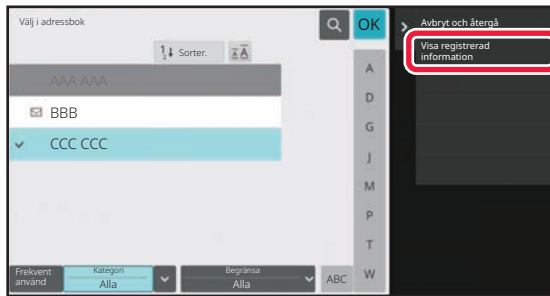 Välj i adressbok
OK
Avbryt och återgå
Visa registrerad
information
Sorter.
AAA AAA
BBB
CCC CCC
A
D
G
J
M
P
T
W
Frekvent
använd
Kategori
Alla
Begränsa
Alla
ABC